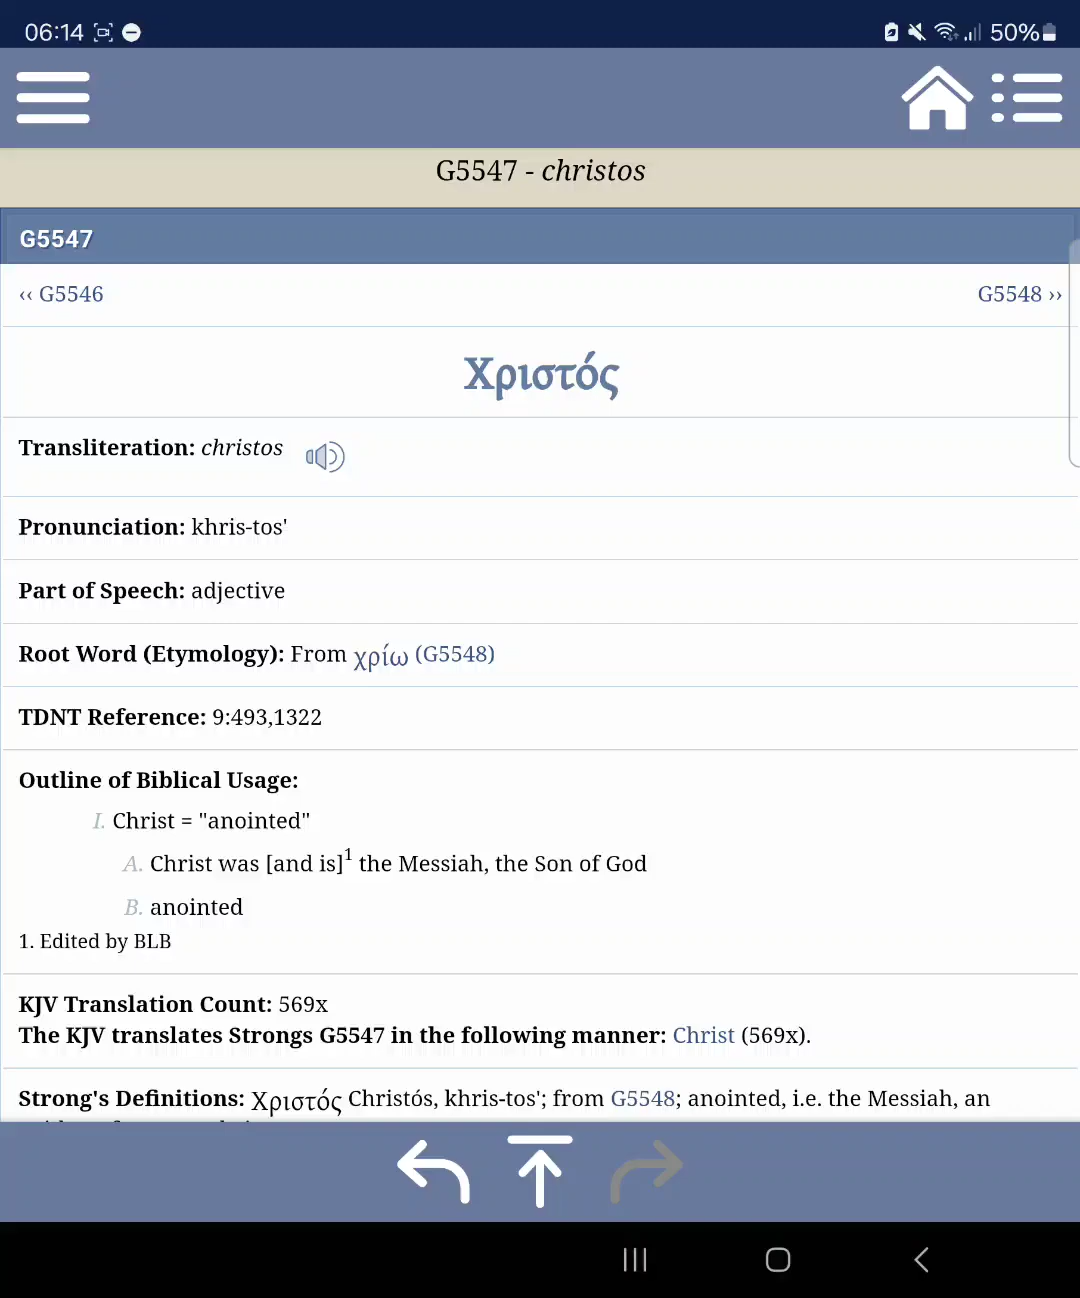 06:14 50%
G5547 - christos
G5547
‹‹ G5546 G5548 ››
Χριστός
Transliteration: christos
Pronunciation: khris-tos'
Part of Speech: adjective
Root Word (Etymology): From χρίω (G5548)
TDNT Reference: 9:493,1322
Outline of Biblical Usage:
I. Christ = "anointed"
A. Christ was [and is]1 the Messiah, the Son of God
B. anointed
1. Edited by BLB
KJV Translation Count: 569x
The KJV translates Strongs G5547 in the following manner: Christ (569x).
Strong's Definitions: Χριστός Christós, khris-tos'; from G5548; anointed, i.e. the Messiah, an